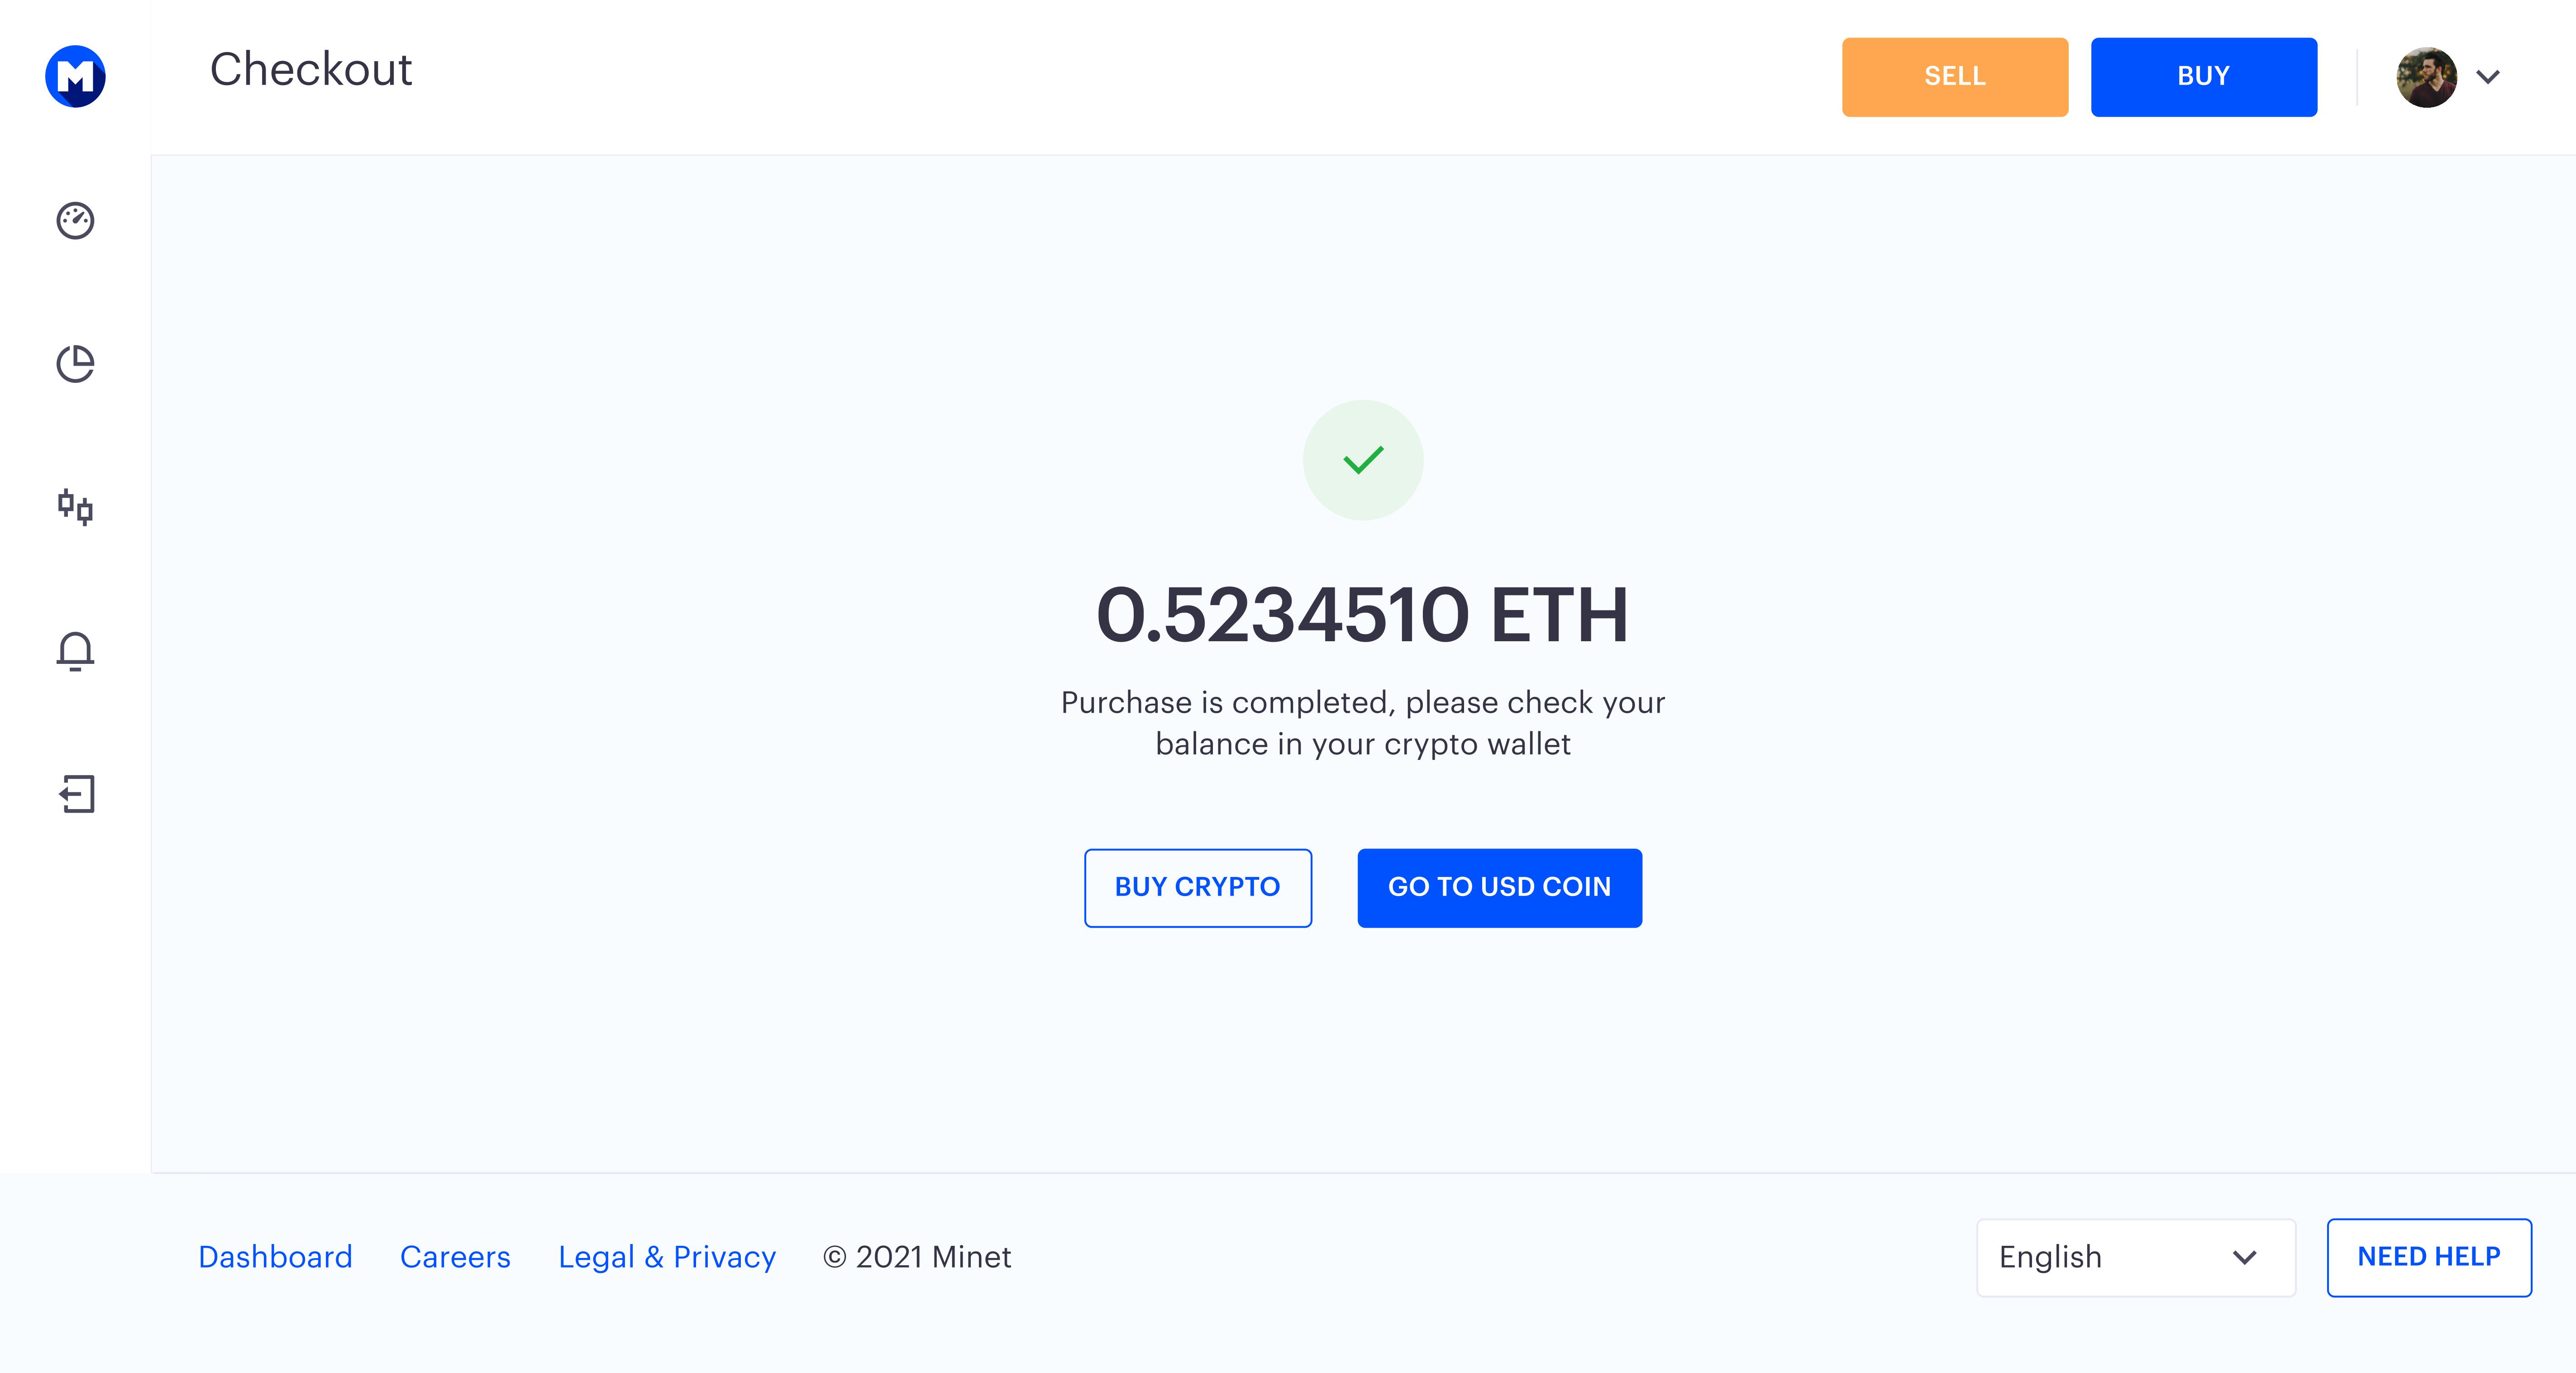 M
Checkout
SELL
BUY
0.5234510 ETH
Purchase is completed, please check your
balance in your crypto wallet
BUY CRYPTO
GO TO USD COIN
Dashboard
Careers
Legal & Privacy
© 2021 Minet
English
NEED HELP